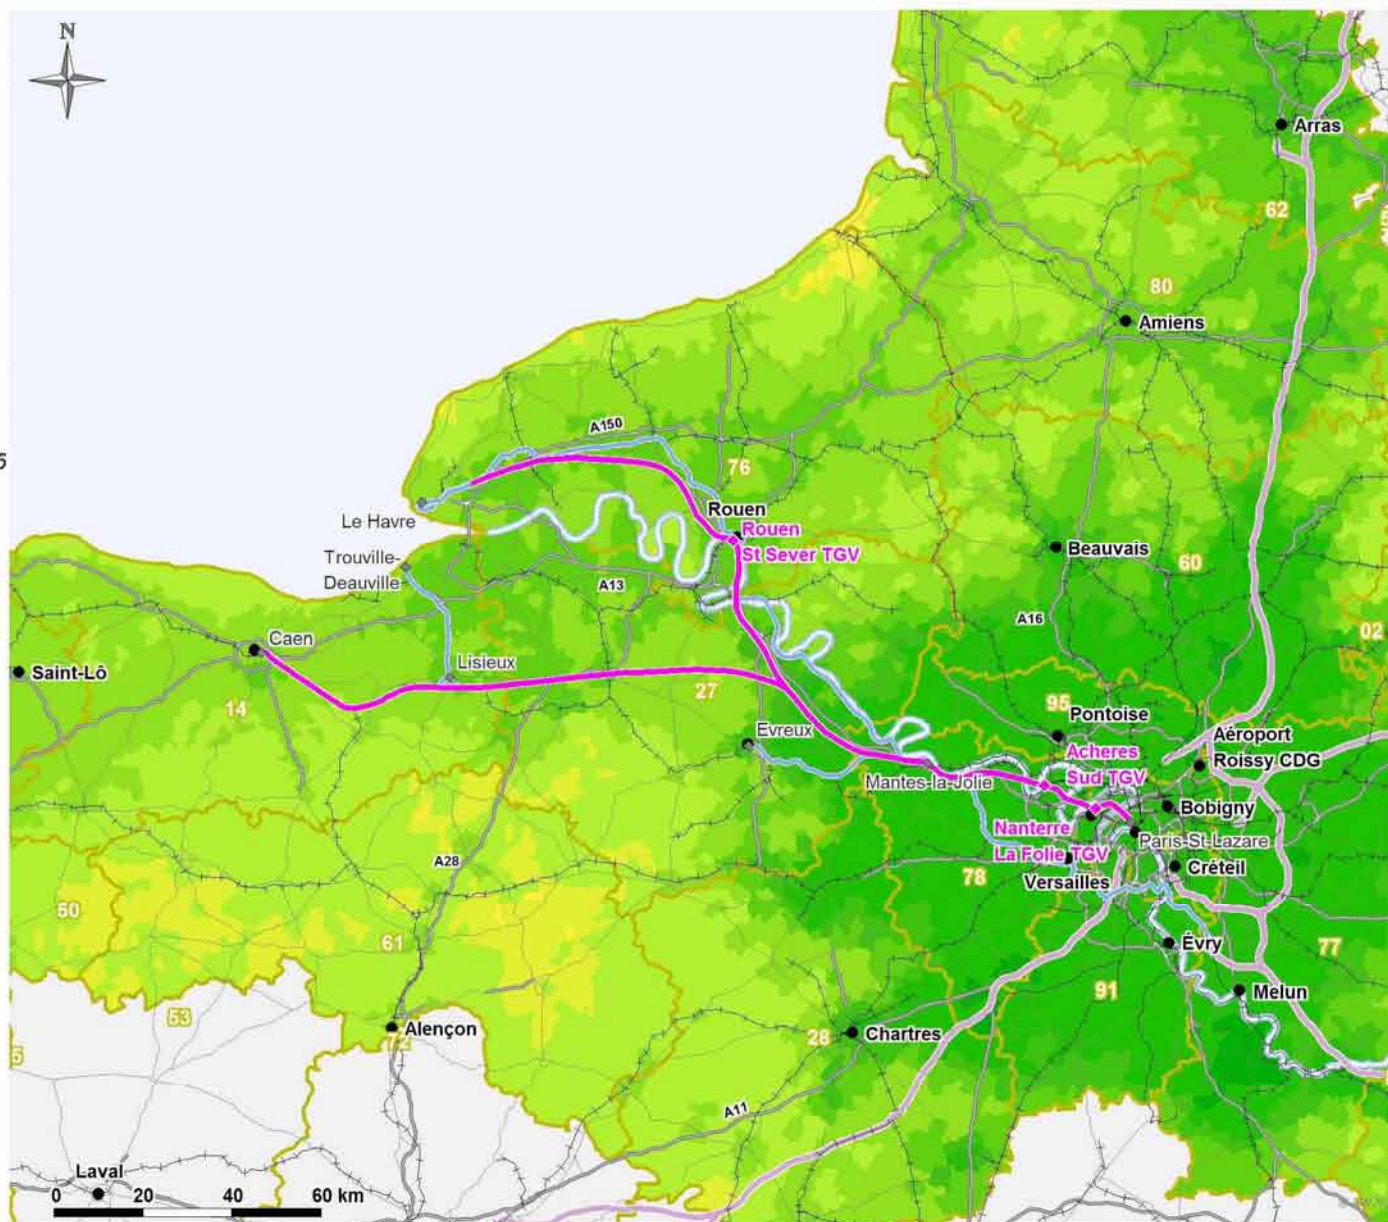 N
Arras
62
80
Amiens
A150
76
Rouen
Rouen
St Sever TGV
Le Havre
Trouville-
Deauville
A13
Beauvais
60
A16
02
Caen
Lisieux
Saint-Lô
14
27
95
Pontoise
Evreux
Aéroport
Roissy CDG
Acheres
Sud TGV
Mantes-la-Jolie
Bobigny
Nanterre
La Folie TGV
Paris-St-Lazare
Créteil
78
Versailles
A28
50
61
Évry
77
91
Melun
53
Alençon
72
28
Chartres
A11
Laval
0 20 40 60 km